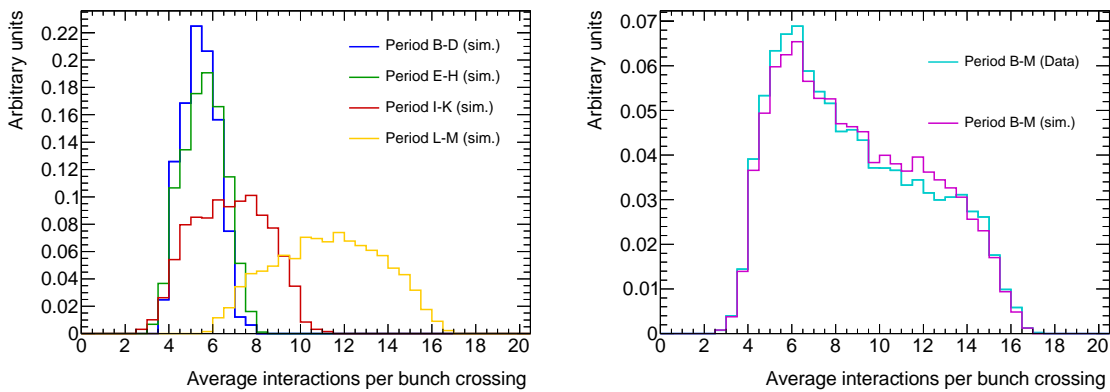 Arbitrary units
0.22
0.2
0.18
0.16
0.14
0.12
0.1
0.08
0.06
0.04
0.02
0
Period B-D (sim.)
Period E-H (sim.)
Period I-K (sim.)
Period L-M (sim.)
0 2 4 6 8 10 12 14 16 18 20
Average interactions per bunch crossing
Arbitrary units
0.07
0.06
0.05
0.04
0.03
0.02
0.01
0
Period B-M (Data)
Period B-M (sim.)
0 2 4 6 8 10 12 14 16 18 20
Average interactions per bunch crossing